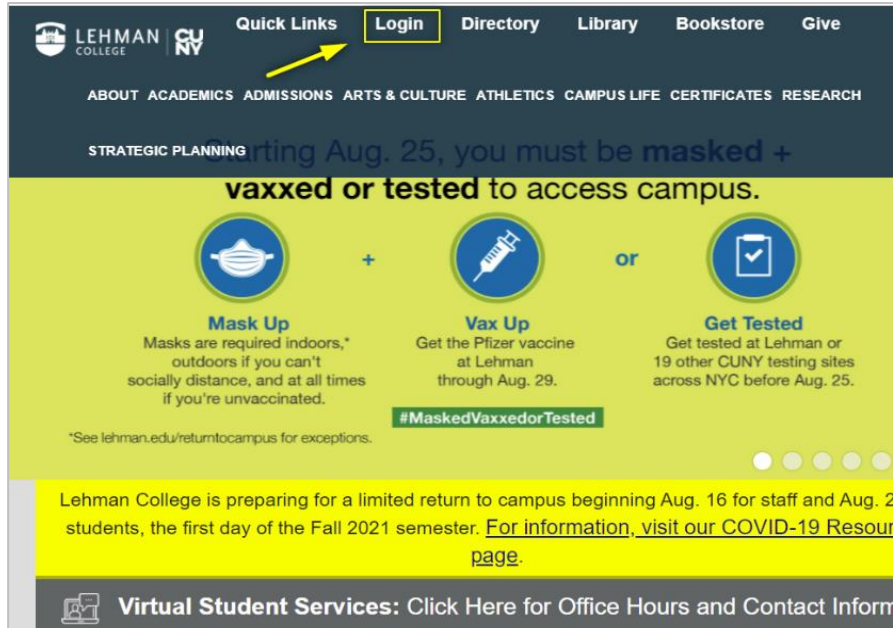 LEHMAN COLLEGE CUNY
Quick Links Login Directory Library Bookstore Give
ABOUT ACADEMICS ADMISSIONS ARTS & CULTURE ATHLETICS CAMPUS LIFE CERTIFICATES RESEARCH
STRATEGIC PLANNING
Starting Aug. 25, you must be masked +
vaxxed or tested to access campus.
+ or
Mask Up
Masks are required indoors,*
outdoors if you can't
socially distance, and at all times
if you're unvaccinated.
*See lehman.edu/returntocampus for exceptions.
Vax Up
Get the Pfizer vaccine
at Lehman
through Aug. 29.
#MaskedVaxxedorTested
Get Tested
Get tested at Lehman or
19 other CUNY testing sites
across NYC before Aug. 25.
Lehman College is preparing for a limited return to campus beginning Aug. 16 for staff and Aug. 2
students, the first day of the Fall 2021 semester. For information, visit our COVID-19 Resour
page.
Virtual Student Services: Click Here for Office Hours and Contact Inform